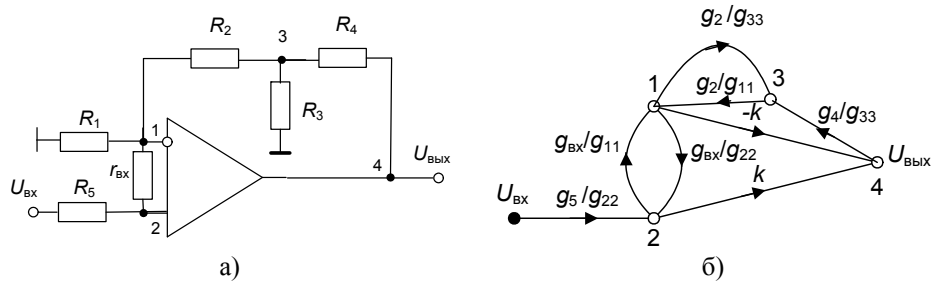 R2
3
R4
R3
R1
1
rвх
4
Uвых
Uвх
R5
2
а)
g2/g33
1
3
g2/g11
-k
g4/g33
gвх/g11
gвх/g22
Uвых
4
k
Uвх
g5/g22
2
б)